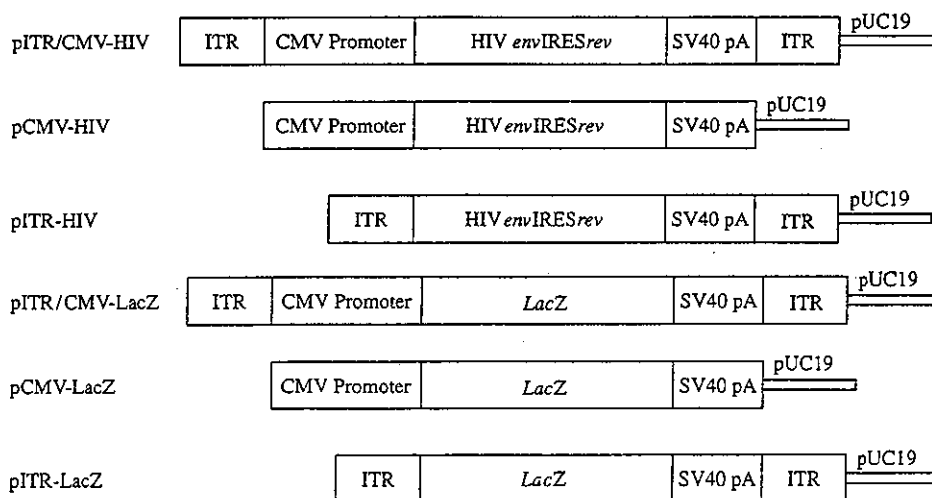 pUC19
pITR/CMV-HIV ITR CMV Promoter HIV envIRESrev SV40 pA ITR
pUC19
pCMV-HIV CMV Promoter HIV envIRESrev SV40 pA
pUC19
pITR-HIV ITR HIV envIRESrev SV40 pA ITR
pUC19
pITR/CMV-LacZ ITR CMV Promoter LacZ SV40 pA ITR
pUC19
pCMV-LacZ CMV Promoter LacZ SV40 pA
pUC19
pITR-LacZ ITR LacZ SV40 pA ITR